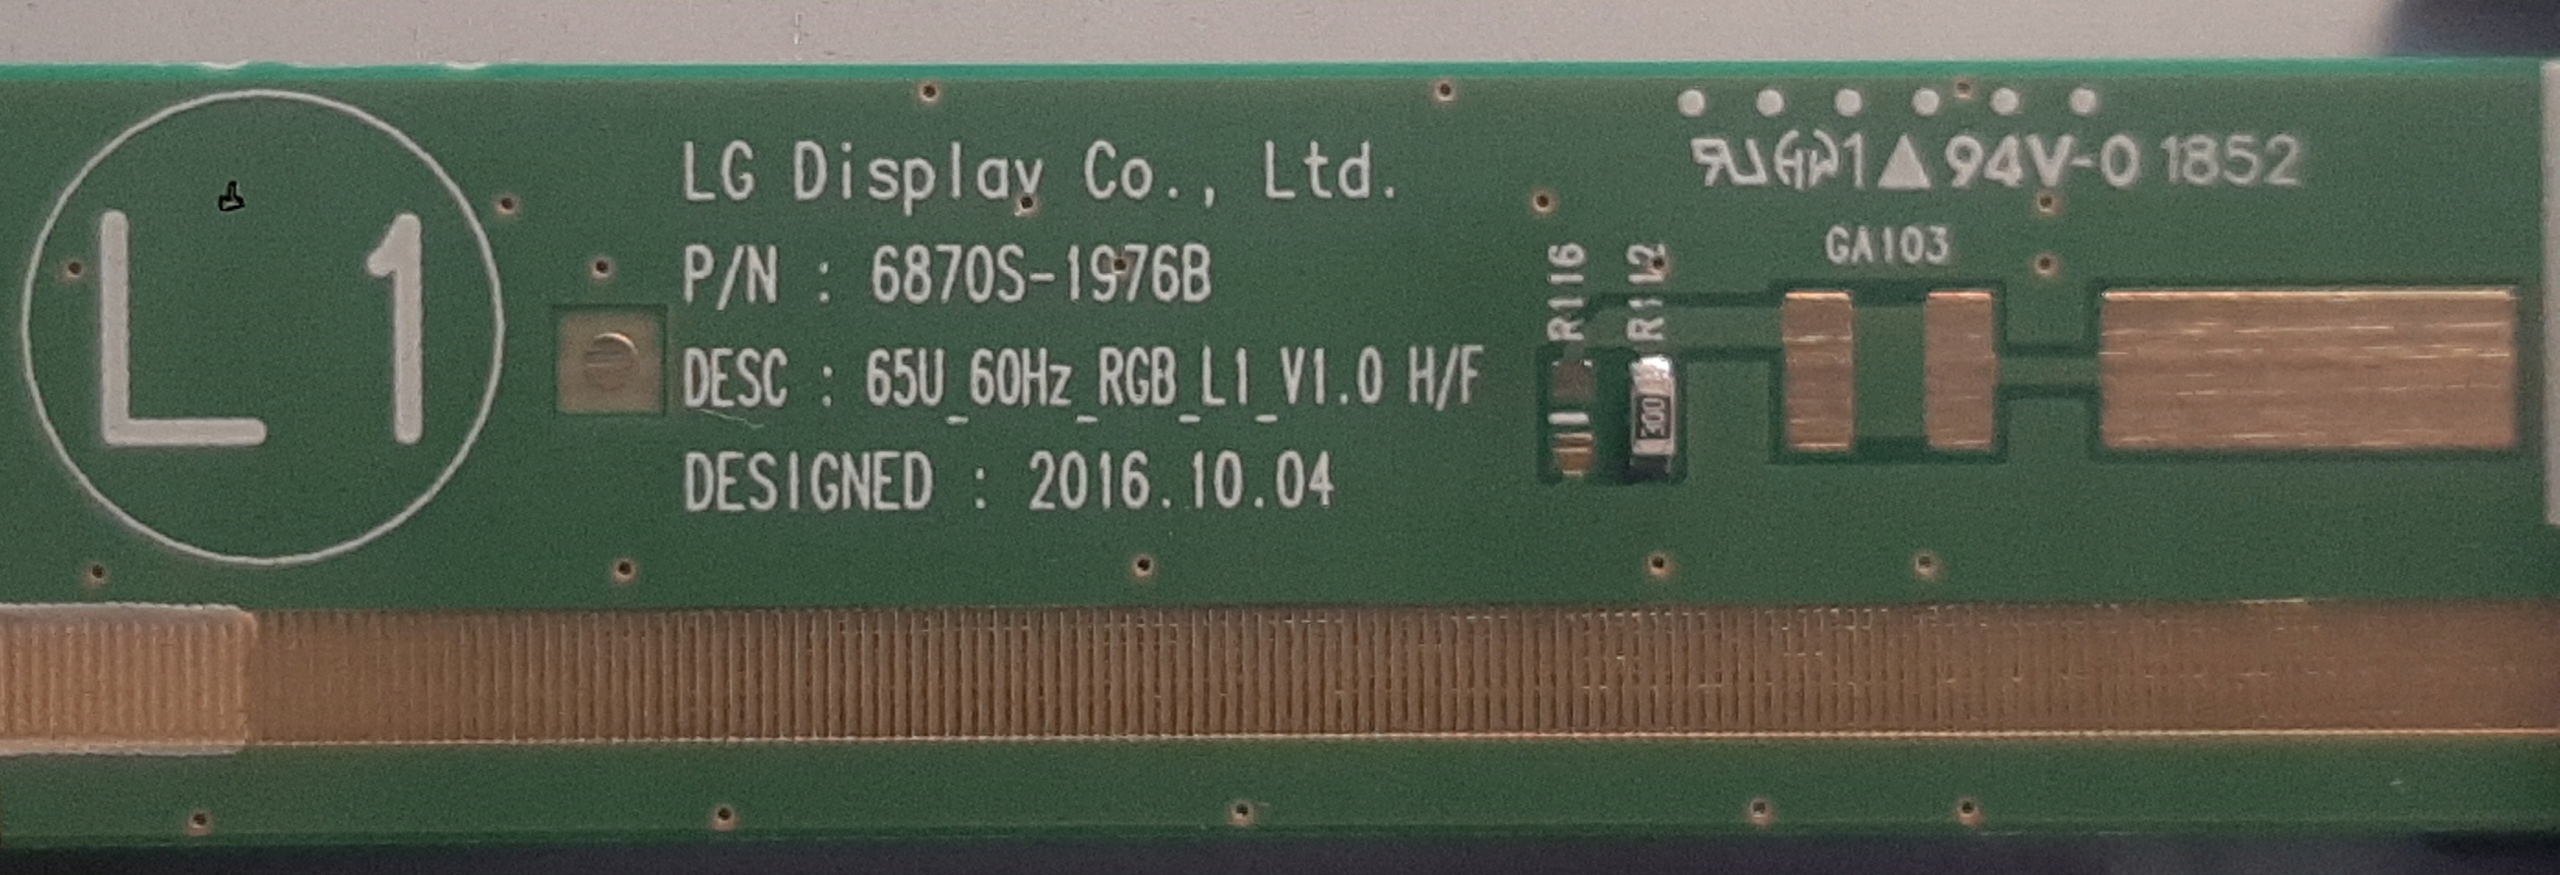 L1
LG Display Co., Ltd.
P/N : 6870S-1976B
DESC : 65U_60Hz_RGB_L1_V1.0 H/F
DESIGNED : 2016.10.04
94V-0 1852
GA103
R116
R112
300